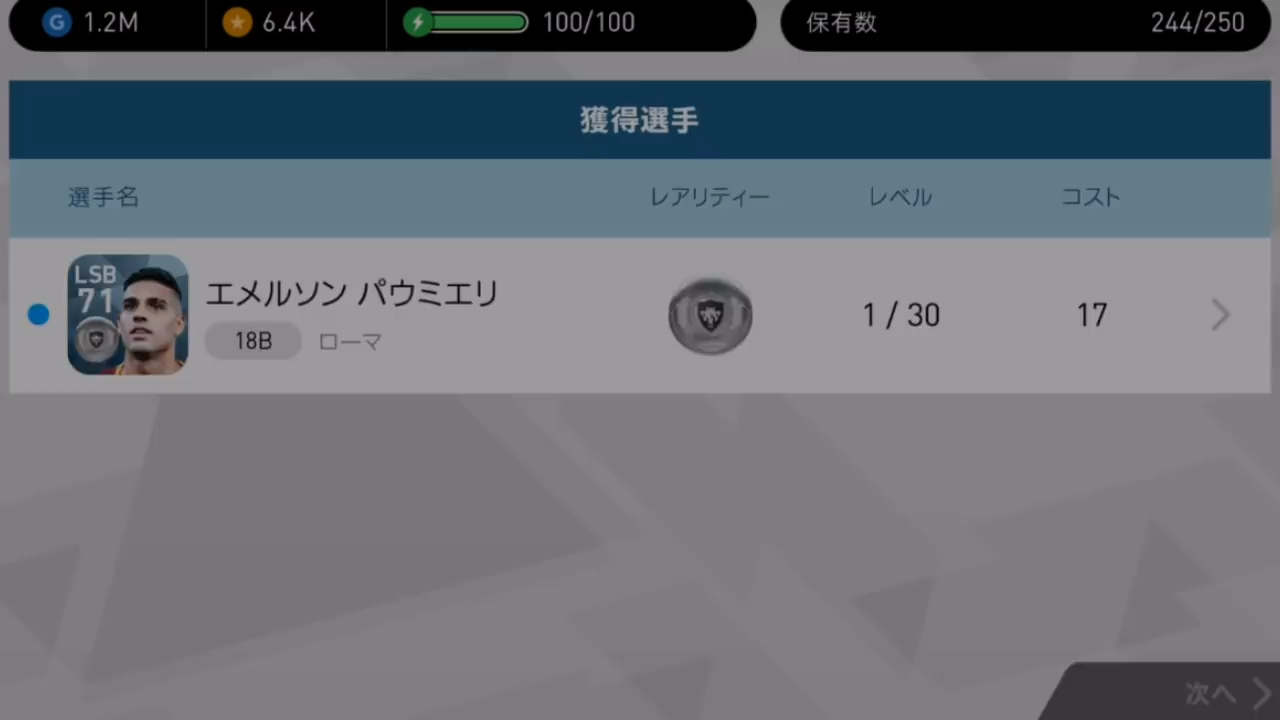 G 1.2M 6.4K 100/100 保有数 244/250
獲得選手
選手名 レアリティー レベル コスト
LSB
71
エメルソン パウミエリ
18B ローマ
1 / 30 17
次へ